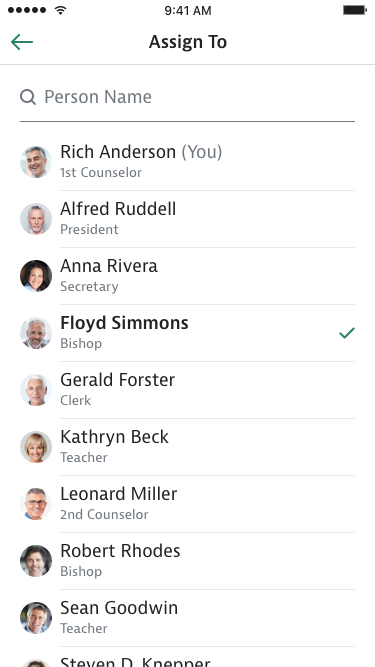 9:41 AM
Assign To
Person Name
Rich Anderson (You)
1st Counselor
Alfred Ruddell
President
Anna Rivera
Secretary
Floyd Simmons
Bishop
Gerald Forster
Clerk
Kathryn Beck
Teacher
Leonard Miller
2nd Counselor
Robert Rhodes
Bishop
Sean Goodwin
Teacher
Steven D. Knepper